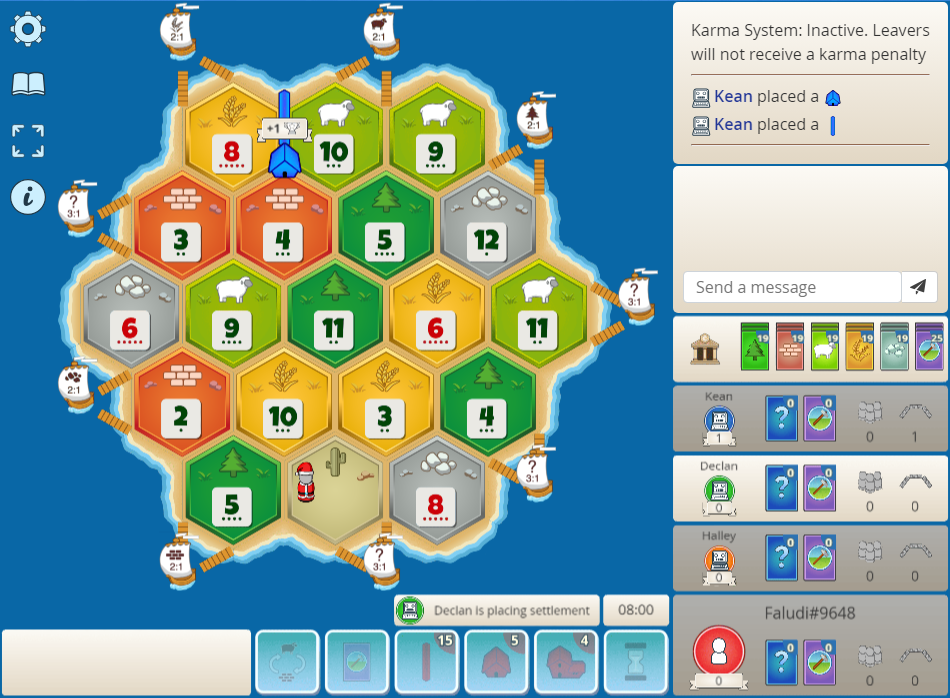 Karma System: Inactive. Leavers
will not receive a karma penalty
Kean placed a
Kean placed a
Send a message
19 19 19 19 19 25
Kean
1
? 0 0 0 1
Declan
0
? 0 0 0 0
Halley
0
? 0 0 0 0
Faludi#9648
0
? 0 0 0 0
2:1
2:1
2:1
+1
8 10 9
? 3:1
3 4 5 12
6 9 11 6 11
? 3:1
2:1
2 10 3 4
5 8
? 3:1
2:1
? 3:1
i
Declan is placing settlement
08:00
15 5 4